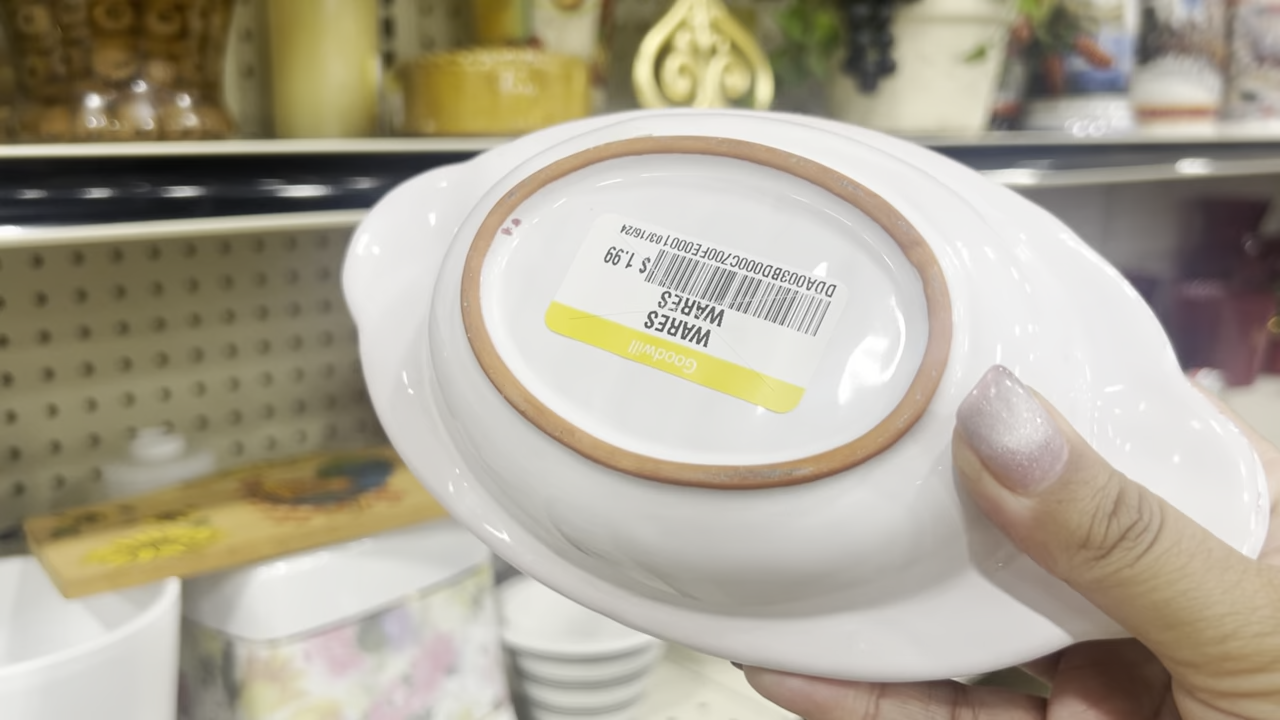 Goodwill
WARES
WARES
$ 1.99
DDA0003BD000C700FE0001 03/16/24